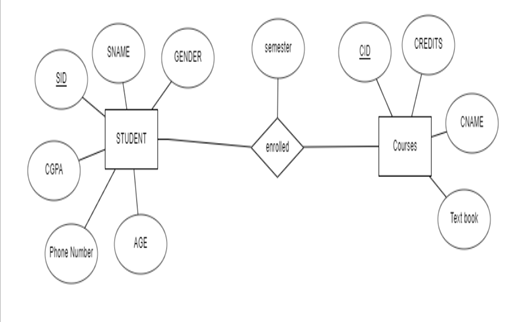 SNAME
GENDER
semester
CID
CREDITS
SID
STUDENT
enrolled
Courses
CNAME
CGPA
Phone Number
AGE
Text book